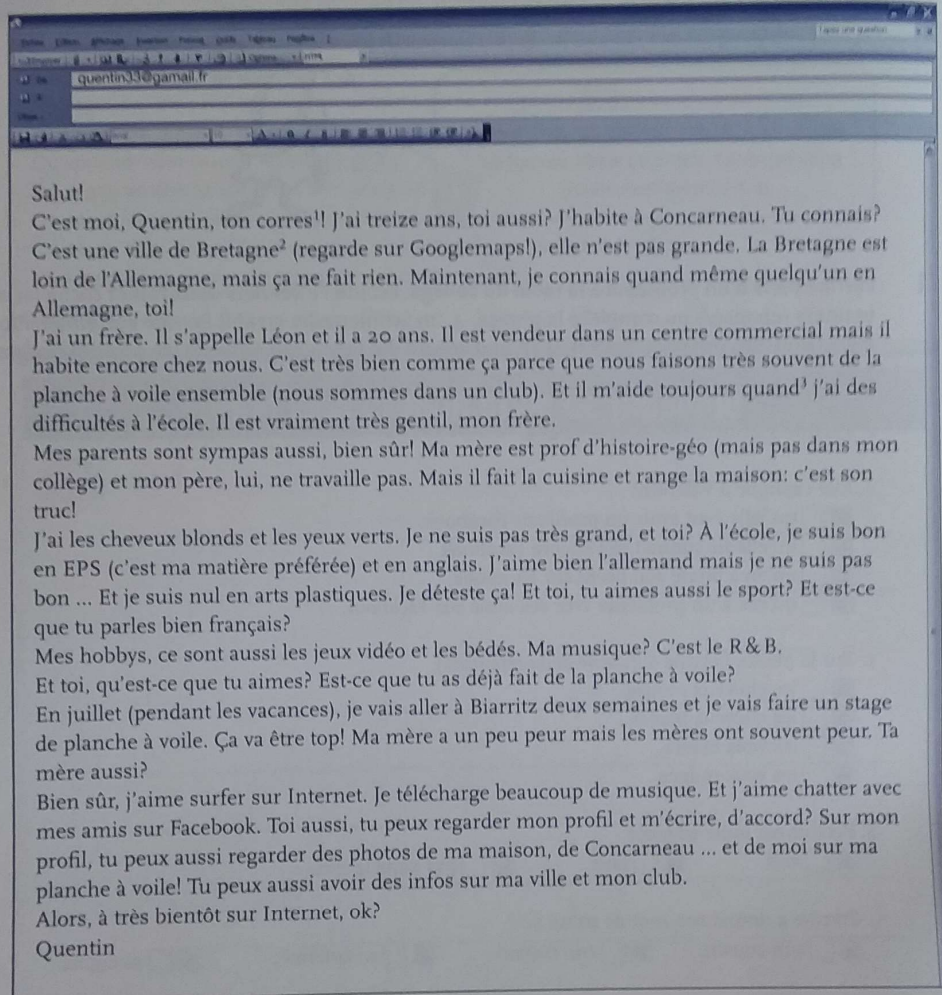 Tapez une question
quentin33@gamail.fr
Salut!
C'est moi, Quentin, ton corres¹! J'ai treize ans, toi aussi? J'habite à Concarneau. Tu connais?
C'est une ville de Bretagne² (regarde sur Googlemaps!), elle n'est pas grande. La Bretagne est
loin de l'Allemagne, mais ça ne fait rien. Maintenant, je connais quand même quelqu'un en
Allemagne, toi!
J'ai un frère. Il s'appelle Léon et il a 20 ans. Il est vendeur dans un centre commercial mais il
habite encore chez nous. C'est très bien comme ça parce que nous faisons très souvent de la
planche à voile ensemble (nous sommes dans un club). Et il m'aide toujours quand³ j'ai des
difficultés à l'école. Il est vraiment très gentil, mon frère.
Mes parents sont sympas aussi, bien sûr! Ma mère est prof d'histoire-géo (mais pas dans mon
collège) et mon père, lui, ne travaille pas. Mais il fait la cuisine et range la maison: c'est son
truc!
J'ai les cheveux blonds et les yeux verts. Je ne suis pas très grand, et toi? À l'école, je suis bon
en EPS (c'est ma matière préférée) et en anglais. J'aime bien l'allemand mais je ne suis pas
bon ... Et je suis nul en arts plastiques. Je déteste ça! Et toi, tu aimes aussi le sport? Et est-ce
que tu parles bien français?
Mes hobbys, ce sont aussi les jeux vidéo et les bédés. Ma musique? C'est le R & B.
Et toi, qu'est-ce que tu aimes? Est-ce que tu as déjà fait de la planche à voile?
En juillet (pendant les vacances), je vais aller à Biarritz deux semaines et je vais faire un stage
de planche à voile. Ça va être top! Ma mère a un peu peur mais les mères ont souvent peur. Ta
mère aussi?
Bien sûr, j'aime surfer sur Internet. Je télécharge beaucoup de musique. Et j'aime chatter avec
mes amis sur Facebook. Toi aussi, tu peux regarder mon profil et m'écrire, d'accord? Sur mon
profil, tu peux aussi regarder des photos de ma maison, de Concarneau ... et de moi sur ma
planche à voile! Tu peux aussi avoir des infos sur ma ville et mon club.
Alors, à très bientôt sur Internet, ok?
Quentin